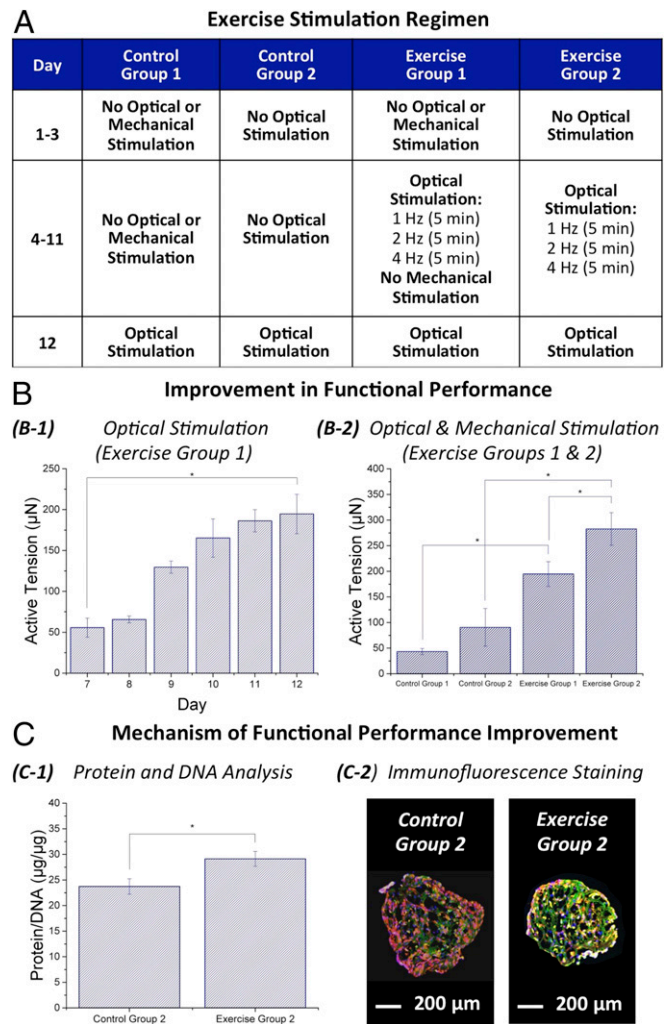 A
Exercise Stimulation Regimen
Day
Control
Group 1
Control
Group 2
Exercise
Group 1
Exercise
Group 2
1-3
No Optical or
Mechanical
Stimulation
No Optical
Stimulation
No Optical or
Mechanical
Stimulation
No Optical
Stimulation
4-11
No Optical or
Mechanical
Stimulation
No Optical
Stimulation
Optical
Stimulation:
1 Hz (5 min)
2 Hz (5 min)
4 Hz (5 min)
No Mechanical
Stimulation
Optical
Stimulation:
1 Hz (5 min)
2 Hz (5 min)
4 Hz (5 min)
12
Optical
Stimulation
Optical
Stimulation
Optical
Stimulation
Optical
Stimulation
B
Improvement in Functional Performance
(B-1) Optical Stimulation
(Exercise Group 1)
250
200
150
100
50
0
Active Tension (µN)
*
7 8 9 10 11 12
Day
(B-2) Optical & Mechanical Stimulation
(Exercise Groups 1 & 2)
400
350
300
250
200
150
100
50
0
Active Tension (µN)
*
*
*
Control Group 1 Control Group 2 Exercise Group 1 Exercise Group 2
C
Mechanism of Functional Performance Improvement
(C-1) Protein and DNA Analysis
40
35
30
25
20
15
10
5
0
Protein/DNA (µg/µg)
*
Control Group 2 Exercise Group 2
(C-2) Immunofluorescence Staining
Control
Group 2
200 µm
Exercise
Group 2
200 µm